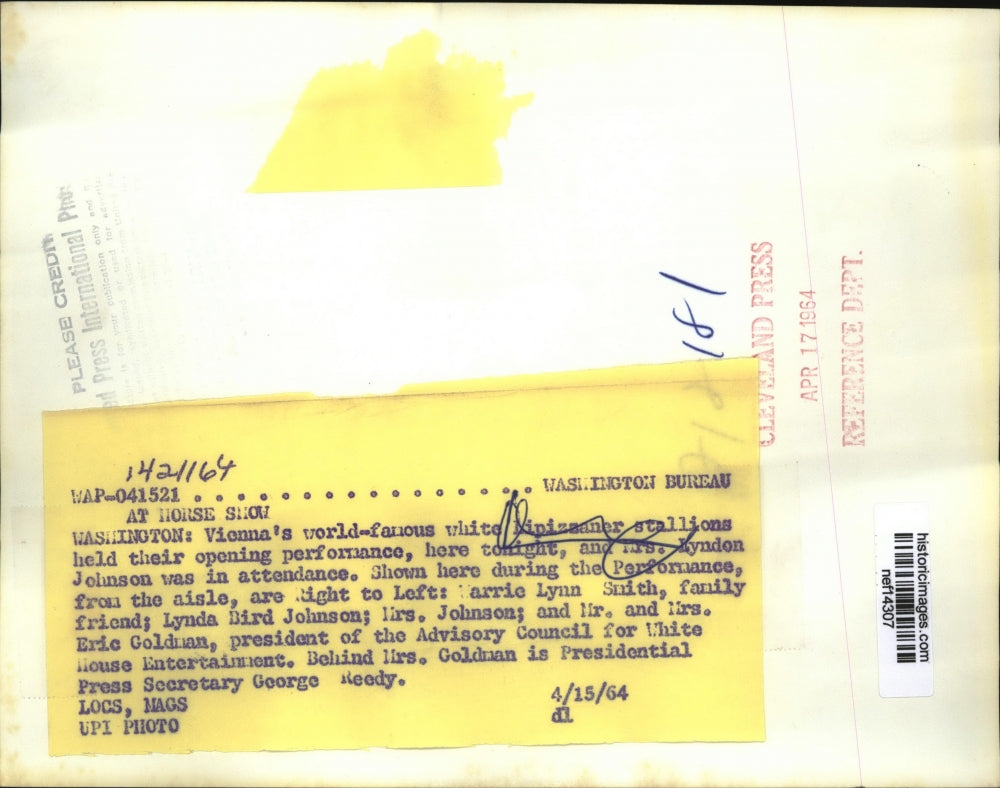 PLEASE CREDIT
Press International
181
CLEVELAND PRESS
APR 17 1964
REFERENCE DEPT.
1421164
WAP-041521 . . . . . . . . . . . . . . . . . . WASHINGTON BUREAU
AT HORSE SHOW
WASHINGTON: Vienna's world-famous white Lipizzaner stallions
held their opening performance, here tonight, and Mrs. Lyndon
Johnson was in attendance. Shown here during the Performance,
from the aisle, are Right to Left: Warrie Lynn Smith, family
friend; Lynda Bird Johnson; Mrs. Johnson; and Mr. and Mrs.
Eric Goldman, president of the Advisory Council for White
House Entertainment. Behind Mrs. Goldman is Presidential
Press Secretary George Reedy.
LOCS, NAGS
UPI PHOTO
4/15/64
dl
historicimages.com
nef14307